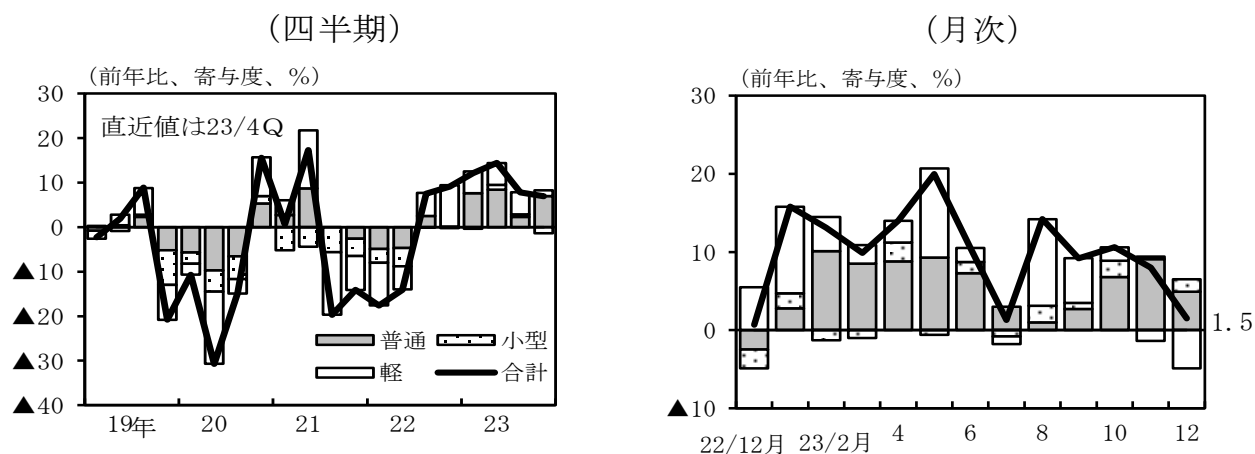 （四半期）
（前年比、寄与度、％）
30
20
10
0
▲10
▲20
▲30
▲40
直近値は23/4Q
普通
小型
軽
合計
19年
20
21
22
23
（月次）
（前年比、寄与度、％）
30
20
10
0
▲10
1.5
22/12月
23/2月
4
6
8
10
12